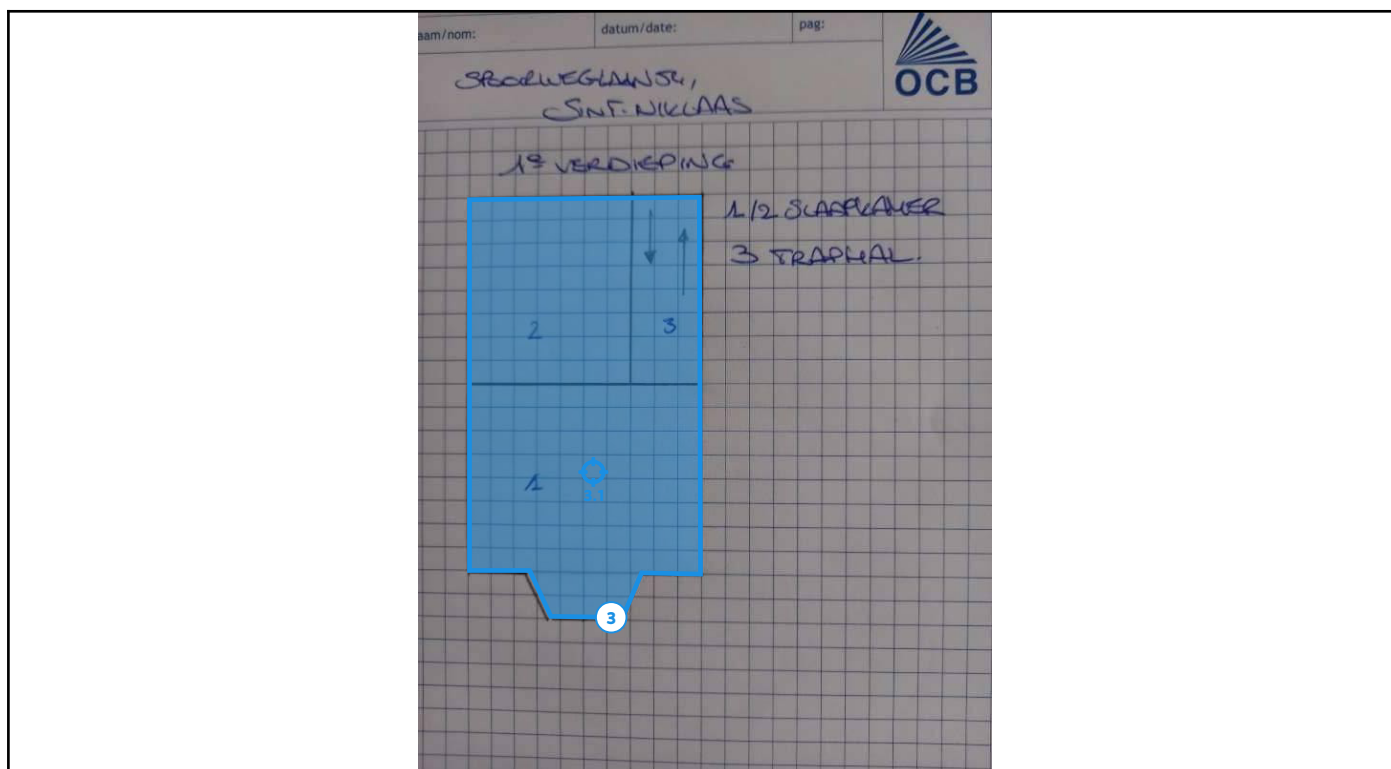 aam/nom:
datum/date:
pag:
OCB
SPOORWEGLAAN 54,
SINT-NIKLAAS
1e VERDIEPING
1/2 SLAAPKAMER
3 TRAPHAL.
2
3
1
3